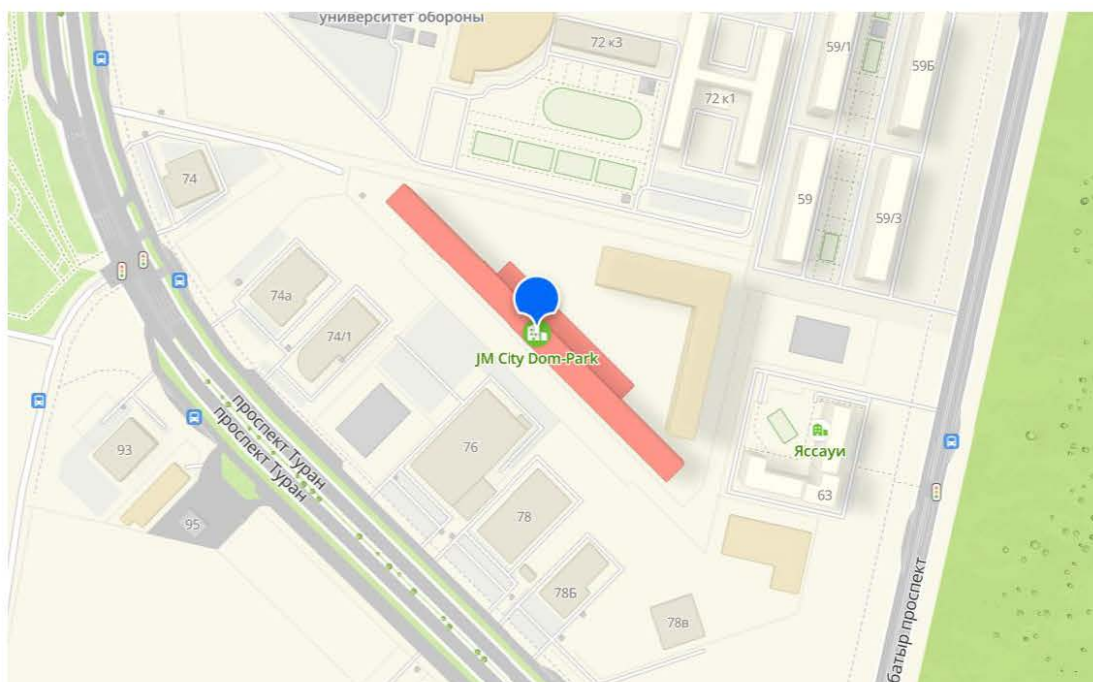 университет обороны
72 к3
59/1
59Б
72 к1
74
59
59/3
74а
74/1
JM City Dom-Park
проспект Туран
проспект Туран
76
Яссауи
93
63
95
78
78Б
78в
батыр проспект